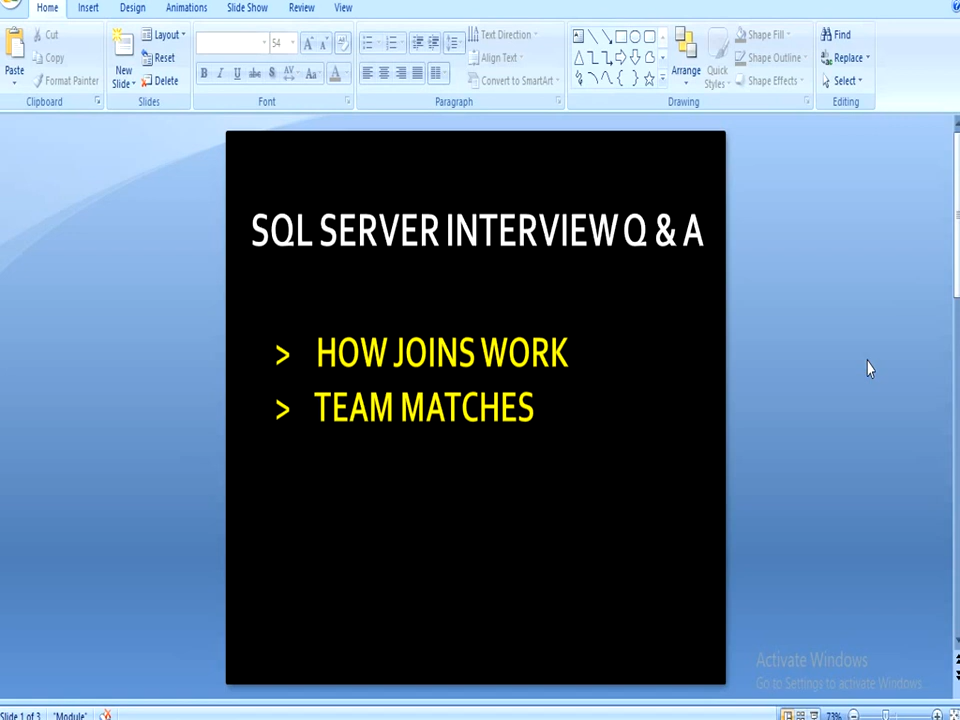 Home Insert Design Animations Slide Show Review View
Cut Layout 54 Text Direction Shape Fill Find
Copy Reset Align Text Shape Outline Replace
Paste Format Painter New Slide Delete B I U abc S AV Aa A Convert to SmartArt Arrange Quick Styles Shape Effects Select
Clipboard Slides Font Paragraph Drawing Editing
SQL SERVER INTERVIEW Q & A
> HOW JOINS WORK
> TEAM MATCHES
Activate Windows
Go to Settings to activate Windows.
Slide 1 of 3 "Module" 73%